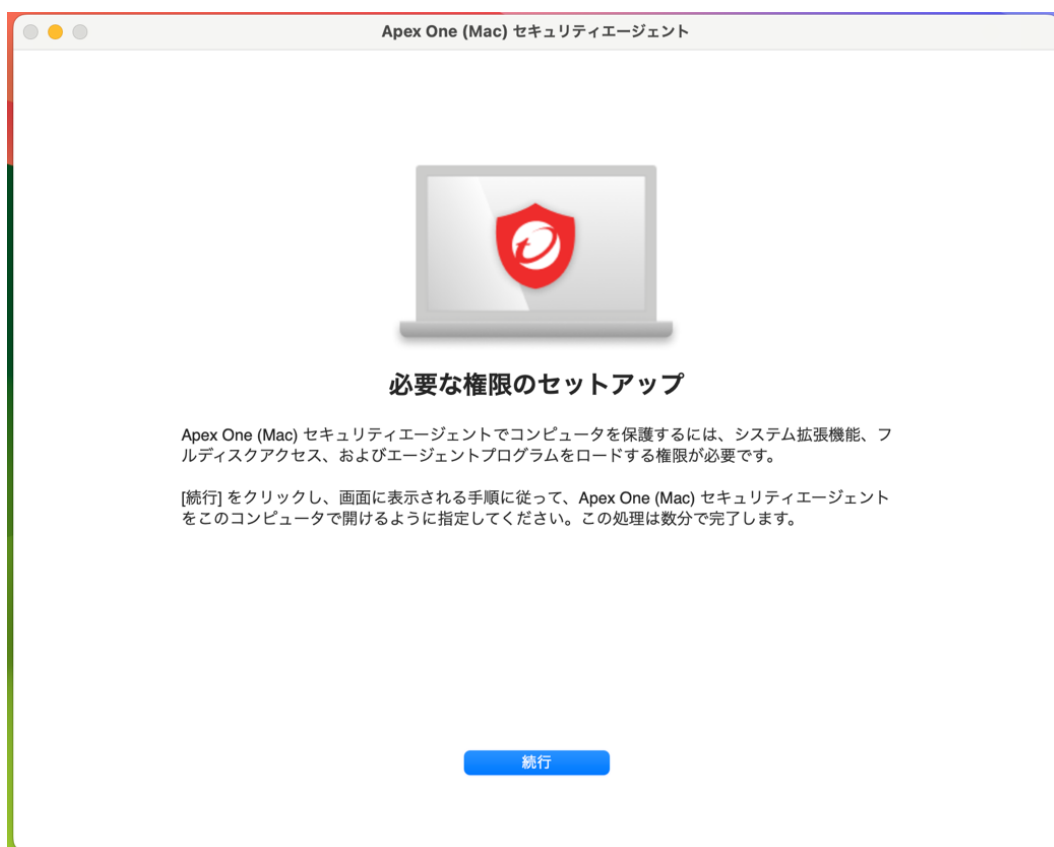 Apex One (Mac) セキュリティエージェント
必要な権限のセットアップ
Apex One (Mac) セキュリティエージェントでコンピュータを保護するには、システム拡張機能、フ
ルディスクアクセス、およびエージェントプログラムをロードする権限が必要です。
[続行] をクリックし、画面に表示される手順に従って、Apex One (Mac) セキュリティエージェント
をこのコンピュータで開けるように指定してください。この処理は数分で完了します。
続行